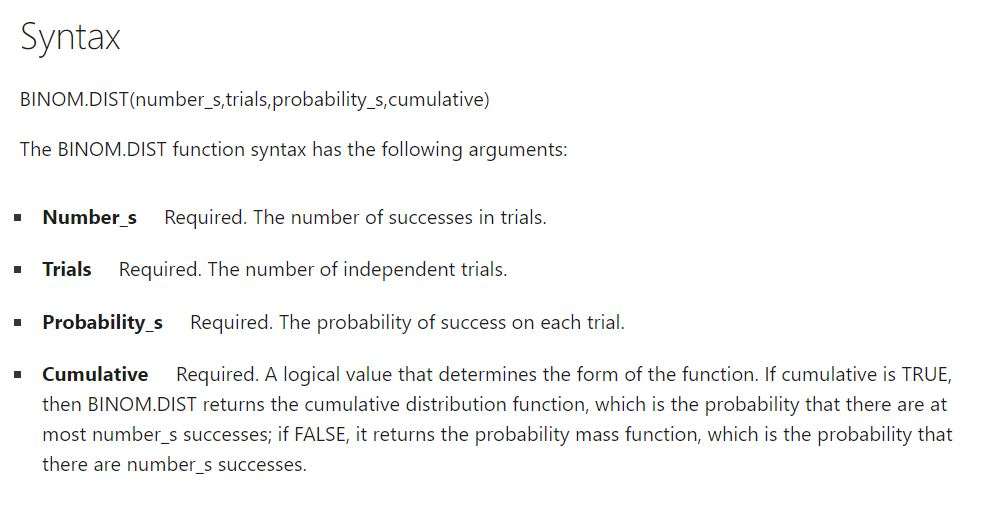 Syntax
BINOM.DIST(number_s,trials,probability_s,cumulative)
The BINOM.DIST function syntax has the following arguments:
Number_s Required. The number of successes in trials.
Trials Required. The number of independent trials.
Probability_s Required. The probability of success on each trial.
Cumulative Required. A logical value that determines the form of the function. If cumulative is TRUE,
then BINOM.DIST returns the cumulative distribution function, which is the probability that there are at
most number_s successes; if FALSE, it returns the probability mass function, which is the probability that
there are number_s successes.